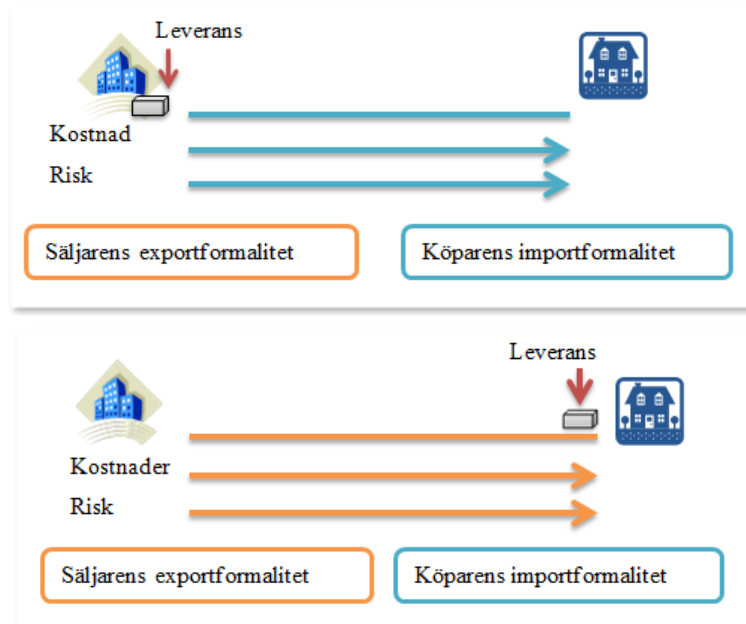 Leverans
Kostnad
Risk
Säljarens exportformalitet
Köparens importformalitet
Leverans
Kostnader
Risk
Säljarens exportformalitet
Köparens importformalitet